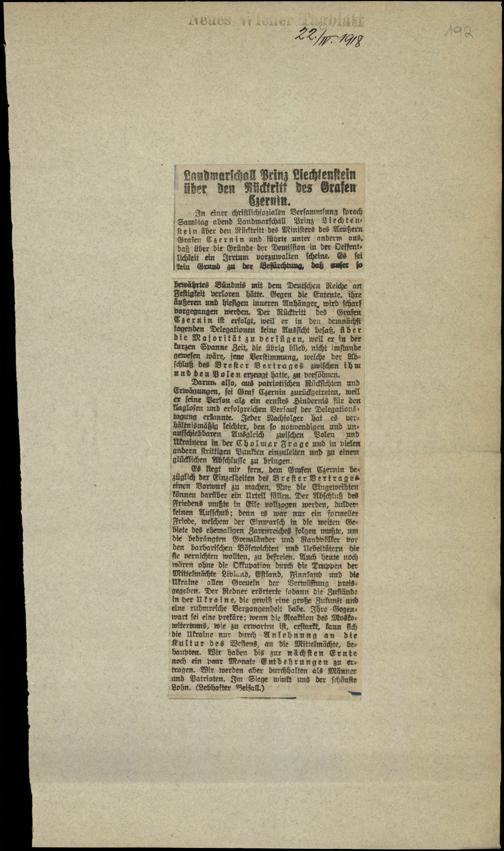 Neues Wiener Tagblatt
22./IV. 1918
192
Landmarschall Prinz Liechtenstein
über den Rücktritt des Grafen
Czernin.
In einer christlichsozialen Versammlung sprach
Samstag abend Landmarschall Prinz Liechten-
stein über den Rücktritt des Ministers des Aeußern
Grafen Czernin und führte unter anderm aus,
daß über die Gründe der Demission in der Oeffent-
lichkeit ein Irrtum vorzuwalten scheine. Es sei
kein Grund zu der Befürchtung, daß unser so
bewährtes Bündnis mit dem Deutschen Reiche an
Festigkeit verloren hätte. Gegen die Entente, ihre
äußeren und hiesigen inneren Anhänger, wird scharf
vorgegangen werden. Der Rücktritt des Grafen
Czernin ist erfolgt, weil er in den demnächst
tagenden Delegationen keine Aussicht besaß, über
die Majorität zu verfügen, weil er in der
kurzen Spanne Zeit, die übrig blieb, nicht imstande
gewesen wäre, jene Verstimmung, welche der Ab-
schluß des Brester Vertrages zwischen ihm
und den Polen erzeugt hatte, zu versöhnen.
Darum also, aus patriotischen Rücksichten und
Erwägungen, sei Graf Czernin zurückgetreten, weil
er seine Person als ein ernstes Hindernis für den
klaglosen und erfolgreichen Verlauf der Delegations-
tagung erkannte. Jeder Nachfolger hat es ver-
hältnismäßig leichter, den so notwendigen und un-
aufschiebbaren Ausgleich zwischen Polen und
Ukrainern in der Cholmer Frage und in vielen
andern strittigen Punkten einzuleiten und zu einem
glücklichen Abschlusse zu bringen.
Es liegt mir fern, dem Grafen Czernin be-
züglich der Einzelheiten des Brester Vertrages
einen Vorwurf zu machen. Nur die Eingeweihten
können darüber ein Urteil fällen. Der Abschluß des
Friedens mußte in Eile vollzogen werden, duldete
keinen Aufschub; denn es war nur ein formeller
Friede, welchem der Einmarsch in die weiten Ge-
biete des ehemaligen Zarenreiches folgen mußte, um
die bedrängten Grenzländer und Randvölker vor
den barbarischen Bösewichten und Uebeltätern die
sie vernichten wollten, zu befreien. Auch heute noch
wären ohne die Okkupation durch die Truppen der
Mittelmächte Livland, Estland, Finnland und die
Ukraine allen Greueln der Verwüstung preis-
gegeben. Der Redner erörterte sodann die Zustände
in der Ukraine, die gewiß eine große Zukunft und
eine ruhmreiche Vergangenheit habe. Ihre Gegen-
wart sei eine prekäre; wenn die Reaktion des Mosko-
witertums, wie zu erwarten ist, erstarkt, kann sich
die Ukraine nur durch Anlehnung an die
Kultur des Westens, an die Mittelmächte, be-
haupten. Wir haben bis zur nächsten Ernte
noch ein paar Monate Entbehrungen zu er-
tragen. Wir werden aber durchhalten als Männer
und Patrioten. Im Siege winkt uns der schönste
Lohn. (Lebhafter Beifall.)